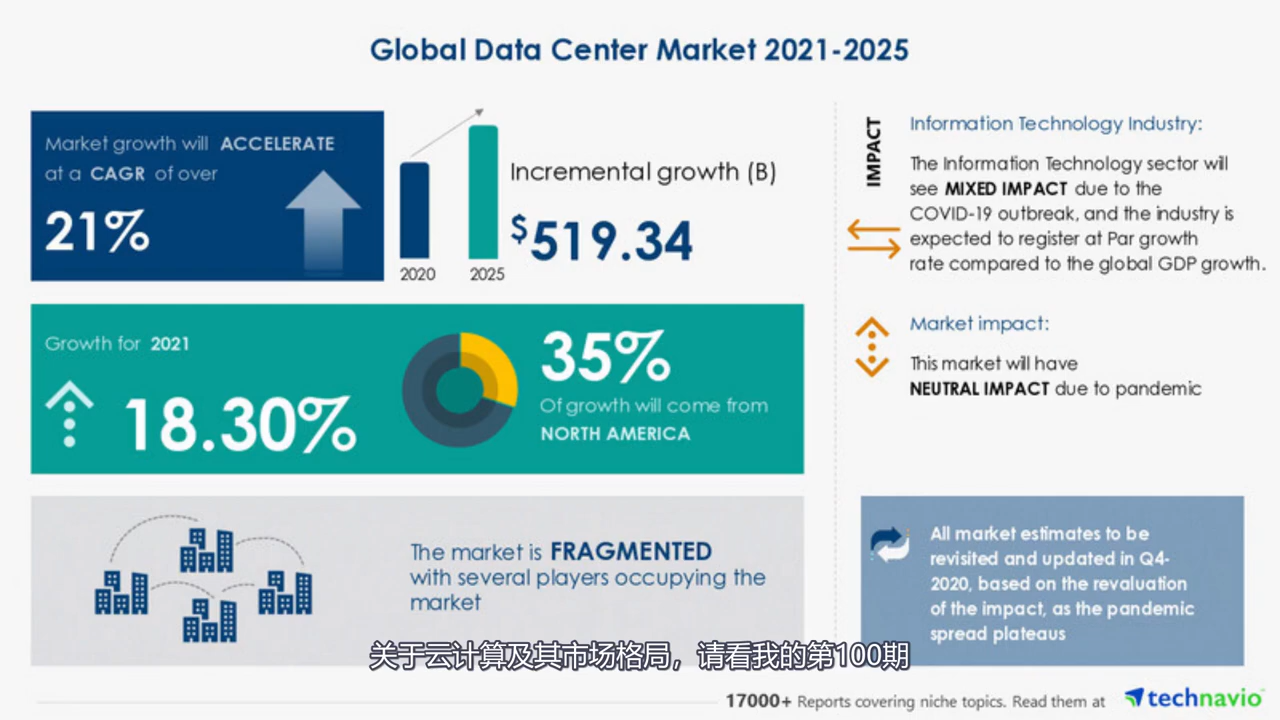 Global Data Center Market 2021-2025
Market growth will ACCELERATE
at a CAGR of over
21%
2020
2025
Incremental growth (B)
$519.34
Growth for 2021
18.30%
35%
Of growth will come from
NORTH AMERICA
The market is FRAGMENTED
with several players occupying the
market
IMPACT
Information Technology Industry:
The Information Technology sector will
see MIXED IMPACT due to the
COVID-19 outbreak, and the industry is
expected to register at Par growth
rate compared to the global GDP growth.
Market impact:
This market will have
NEUTRAL IMPACT due to pandemic
All market estimates to be
revisited and updated in Q4-
2020, based on the revaluation
of the impact, as the pandemic
spread plateaus
关于云计算及其市场格局，请看我的第100期
17000+ Reports covering niche topics. Read them at
technavio